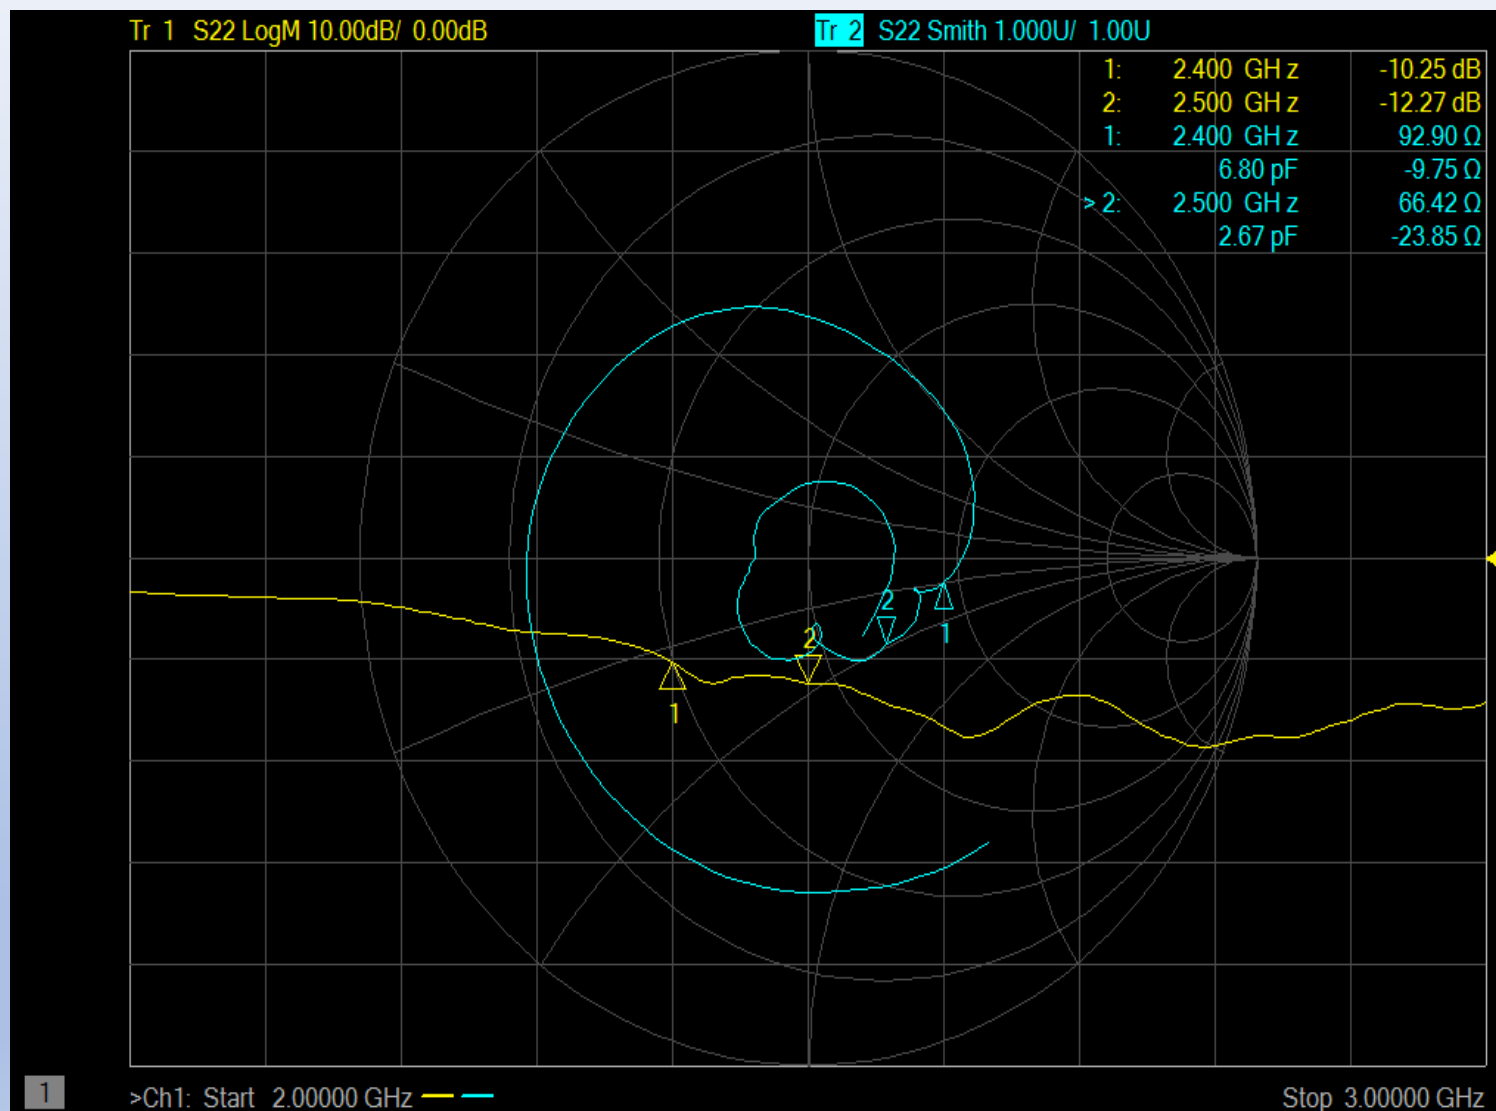 Tr 1 S22 LogM 10.00dB/ 0.00dB
Tr 2 S22 Smith 1.000U/ 1.00U
1: 2.400 GHz -10.25 dB
2: 2.500 GHz -12.27 dB
1: 2.400 GHz 92.90 Ω
6.80 pF -9.75 Ω
> 2: 2.500 GHz 66.42 Ω
2.67 pF -23.85 Ω
2
1
2
1
1
>Ch1: Start 2.00000 GHz
Stop 3.00000 GHz